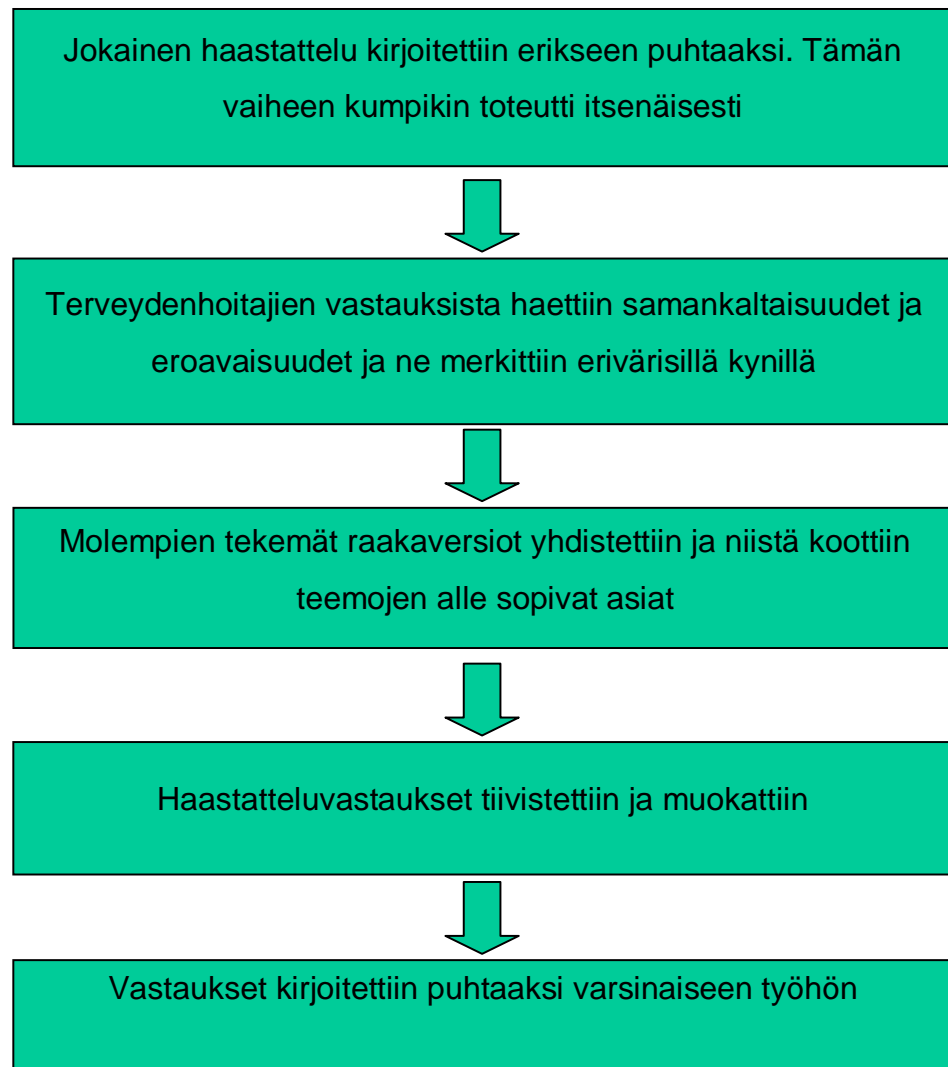 Jokainen haastattelu kirjoitettiin erikseen puhtaaksi. Tämän
vaiheen kumpikin toteutti itsenäisesti
Terveydenhoitajien vastauksista haettiin samankaltaisuudet ja
eroavaisuudet ja ne merkittiin erivärisillä kynillä
Molempien tekemät raakaversiot yhdistettiin ja niistä koottiin
teemojen alle sopivat asiat
Haastatteluvastaukset tiivistettiin ja muokattiin
Vastaukset kirjoitettiin puhtaaksi varsinaiseen työhön